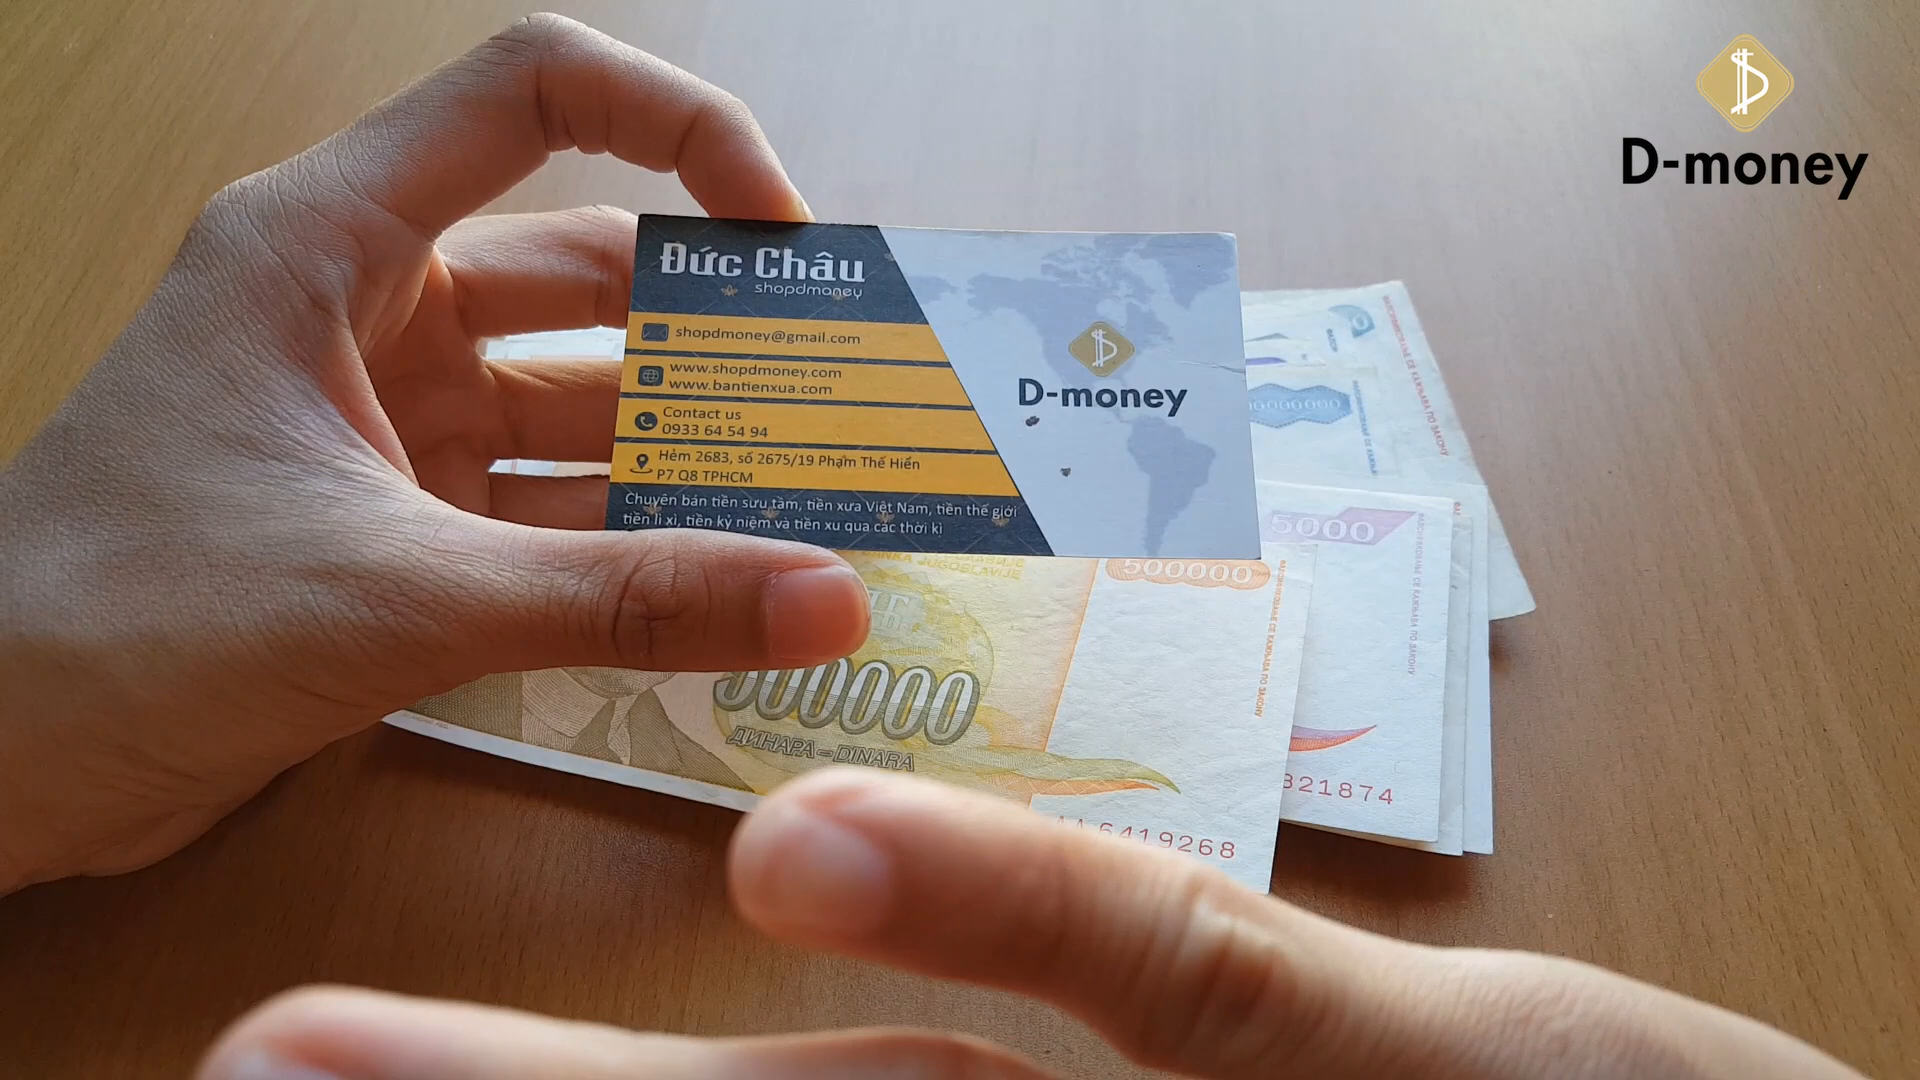 D-money
Đức Châu
shopdmoney
shopdmoney@gmail.com
www.shopdmoney.com
www.bantienxua.com
Contact us
0933 64 54 94
Hẻm 2683, số 2675/19 Phạm Thế Hiển
P7 Q8 TPHCM
Chuyên bán tiền sưu tầm, tiền xưa Việt Nam, tiền thế giới
tiền lì xì, tiền kỷ niệm và tiền xu qua các thời kì
D-money
5000
JUGOSLAVIJE
500000
500000
ДИНАРА – DINARA
821874
6419268